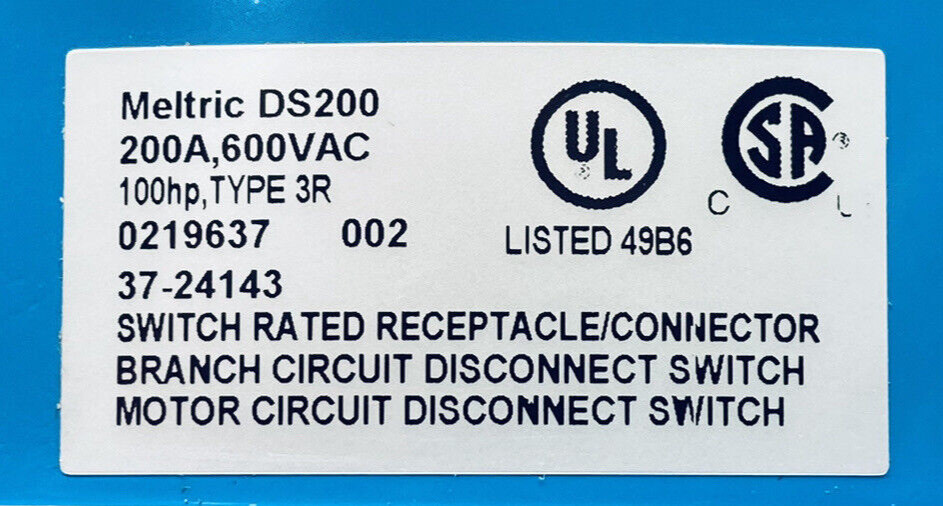 Meltric DS200
200A,600VAC
100hp,TYPE 3R
0219637 002
37-24143
SWITCH RATED RECEPTACLE/CONNECTOR
BRANCH CIRCUIT DISCONNECT SWITCH
MOTOR CIRCUIT DISCONNECT SWITCH
UL
®
LISTED 49B6
CSA
®
C L